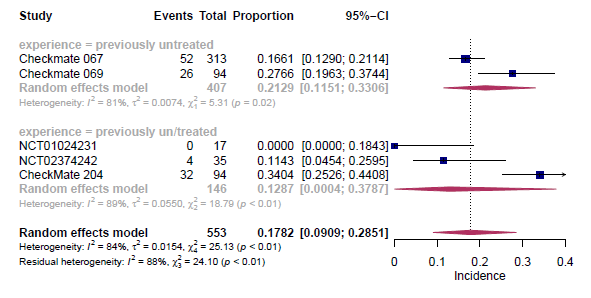 Study Events Total Proportion 95%−CI
experience = previously untreated
Checkmate 067 52 313 0.1661 [0.1290; 0.2114]
Checkmate 069 26 94 0.2766 [0.1963; 0.3744]
Random effects model 407 0.2129 [0.1151; 0.3306]
Heterogeneity: I² = 81%, τ² = 0.0074, χ²₁ = 5.31 (p = 0.02)
experience = previously un/treated
NCT01024231 0 17 0.0000 [0.0000; 0.1843]
NCT02374242 4 35 0.1143 [0.0454; 0.2595]
CheckMate 204 32 94 0.3404 [0.2526; 0.4408]
Random effects model 146 0.1287 [0.0004; 0.3787]
Heterogeneity: I² = 89%, τ² = 0.0550, χ²₂ = 18.79 (p < 0.01)
Random effects model 553 0.1782 [0.0909; 0.2851]
Heterogeneity: I² = 84%, τ² = 0.0154, χ²₄ = 25.13 (p < 0.01)
Residual heterogeneity: I² = 88%, χ²₃ = 24.10 (p < 0.01)
0 0.1 0.2 0.3 0.4
Incidence